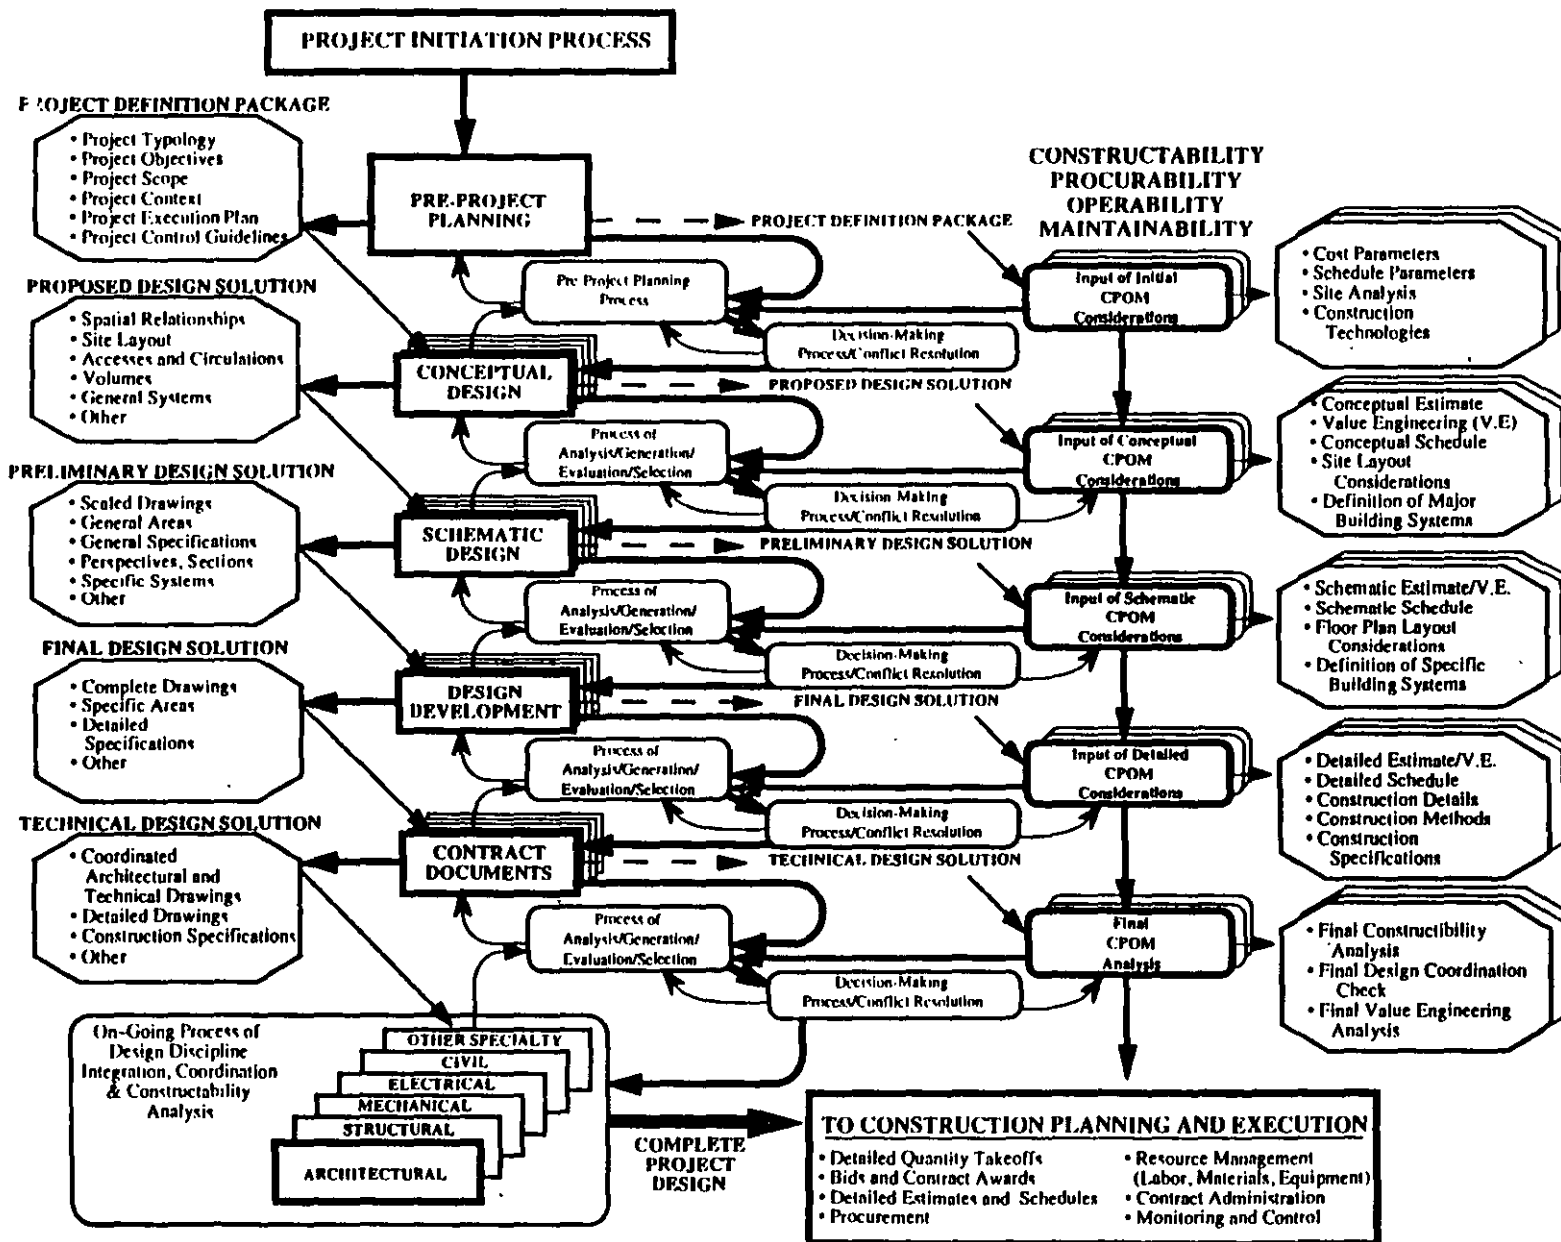 PROJECT INITIATION PROCESS
PROJECT DEFINITION PACKAGE
• Project Typology
• Project Objectives
• Project Scope
• Project Context
• Project Execution Plan
• Project Control Guidelines
PRE-PROJECT
PLANNING
PROJECT DEFINITION PACKAGE
CONSTRUCTABILITY
PROCURABILITY
OPERABILITY
MAINTAINABILITY
Pre-Project Planning
Process
Decision-Making
Process/Conflict Resolution
Input of Initial
CPOM
Considerations
• Cost Parameters
• Schedule Parameters
• Site Analysis
• Construction
Technologies
PROPOSED DESIGN SOLUTION
• Spatial Relationships
• Site Layout
• Accesses and Circulations
• Volumes
• General Systems
• Other
CONCEPTUAL
DESIGN
PROPOSED DESIGN SOLUTION
Process of
Analysis/Generation/
Evaluation/Selection
Decision-Making
Process/Conflict Resolution
Input of Conceptual
CPOM
Considerations
• Conceptual Estimate
• Value Engineering (V.E)
• Conceptual Schedule
• Site Layout
Considerations
• Definition of Major
Building Systems
PRELIMINARY DESIGN SOLUTION
• Scaled Drawings
• General Areas
• General Specifications
• Perspectives, Sections
• Specific Systems
• Other
SCHEMATIC
DESIGN
PRELIMINARY DESIGN SOLUTION
Process of
Analysis/Generation/
Evaluation/Selection
Decision-Making
Process/Conflict Resolution
Input of Schematic
CPOM
Considerations
• Schematic Estimate/V.E.
• Schematic Schedule
• Floor Plan Layout
Considerations
• Definition of Specific
Building Systems
FINAL DESIGN SOLUTION
• Complete Drawings
• Specific Areas
• Detailed
Specifications
• Other
DESIGN
DEVELOPMENT
FINAL DESIGN SOLUTION
Process of
Analysis/Generation/
Evaluation/Selection
Decision-Making
Process/Conflict Resolution
Input of Detailed
CPOM
Considerations
• Detailed Estimate/V.E.
• Detailed Schedule
• Construction Details
• Construction Methods
• Construction
Specifications
TECHNICAL DESIGN SOLUTION
• Coordinated
Architectural and
Technical Drawings
• Detailed Drawings
• Construction Specifications
• Other
CONTRACT
DOCUMENTS
TECHNICAL DESIGN SOLUTION
Process of
Analysis/Generation/
Evaluation/Selection
Decision-Making
Process/Conflict Resolution
Final
CPOM
Analysis
• Final Constructibility
Analysis
• Final Design Coordination
Check
• Final Value Engineering
Analysis
On-Going Process of
Design Discipline
Integration, Coordination
& Constructability
Analysis
OTHER SPECIALTY
CIVIL
ELECTRICAL
MECHANICAL
STRUCTURAL
ARCHITECTURAL
COMPLETE
PROJECT
DESIGN
TO CONSTRUCTION PLANNING AND EXECUTION
• Detailed Quantity Takeoffs
• Bids and Contract Awards
• Detailed Estimates and Schedules
• Procurement
• Resource Management
(Labor, Materials, Equipment)
• Contract Administration
• Monitoring and Control